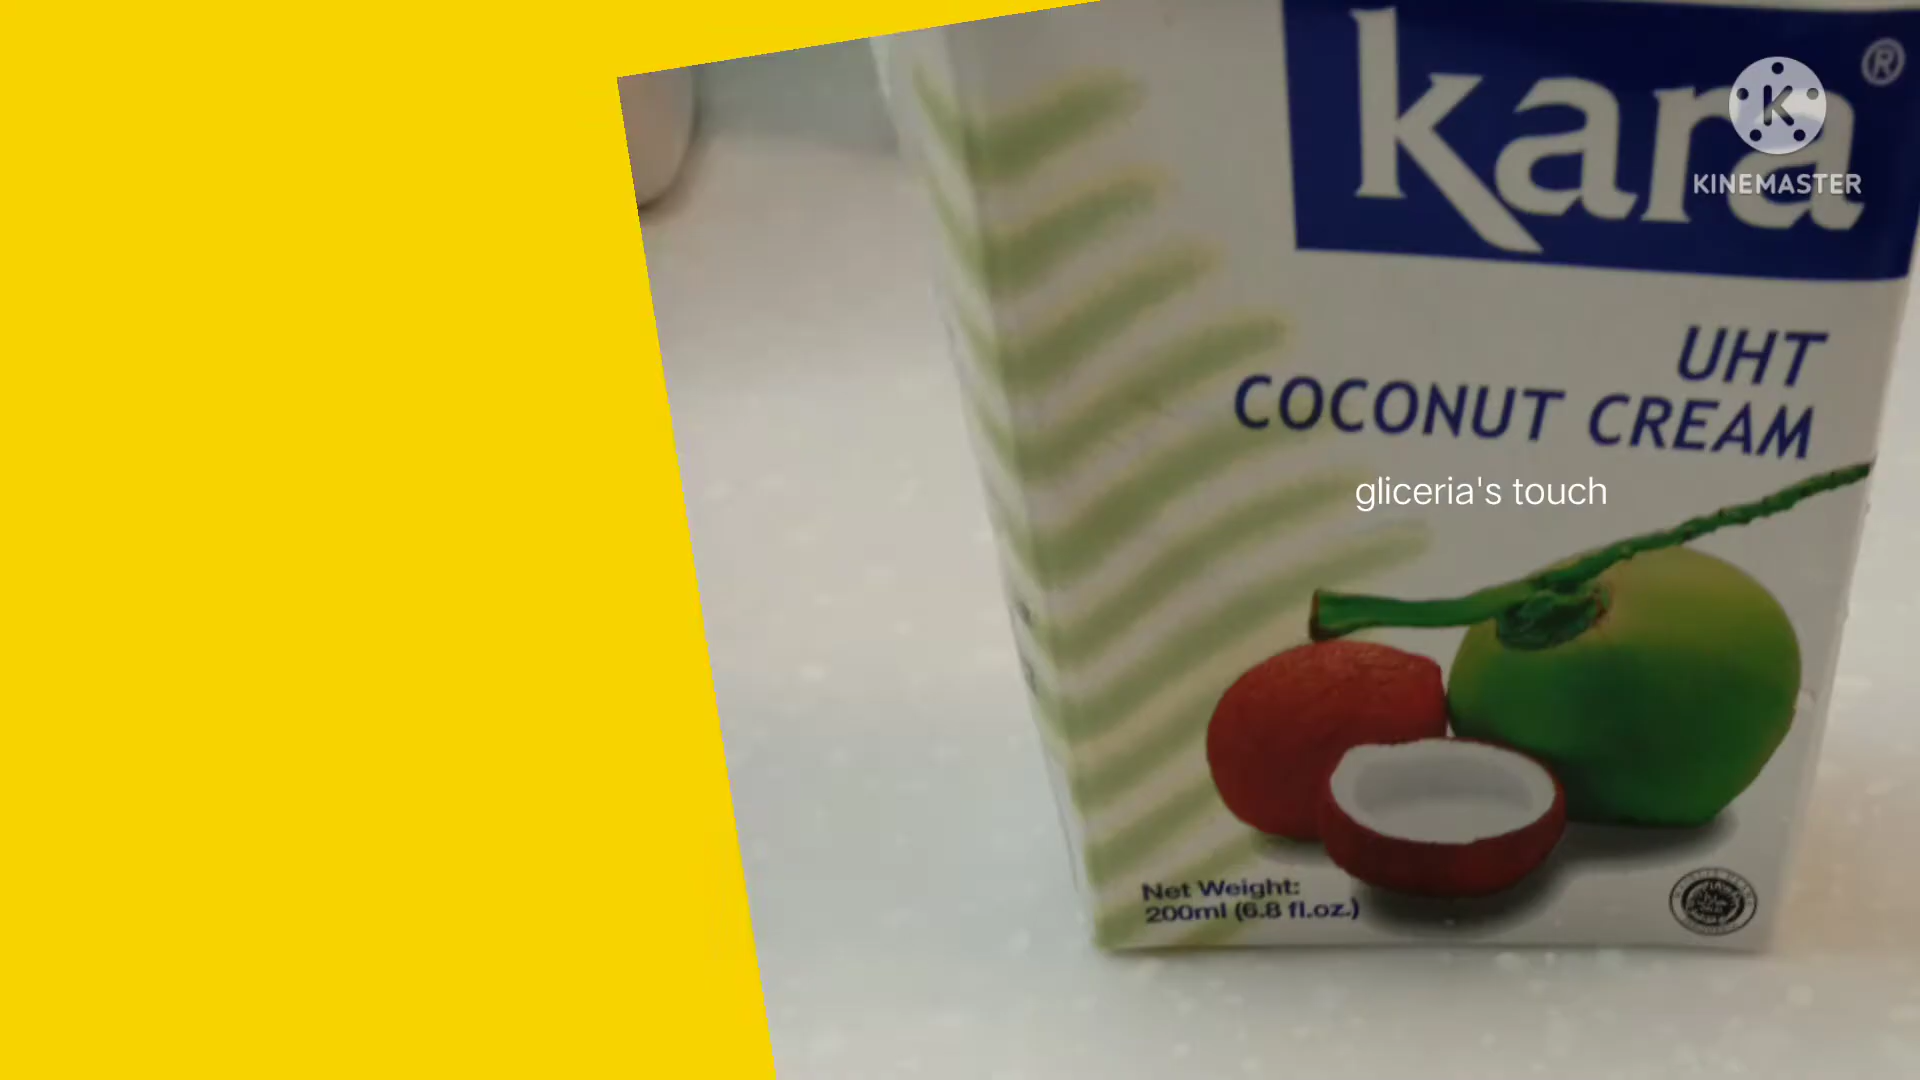 kara®
KINEMASTER
UHT
COCONUT CREAM
gliceria's touch
Net Weight:
200ml (6.8 fl.oz.)